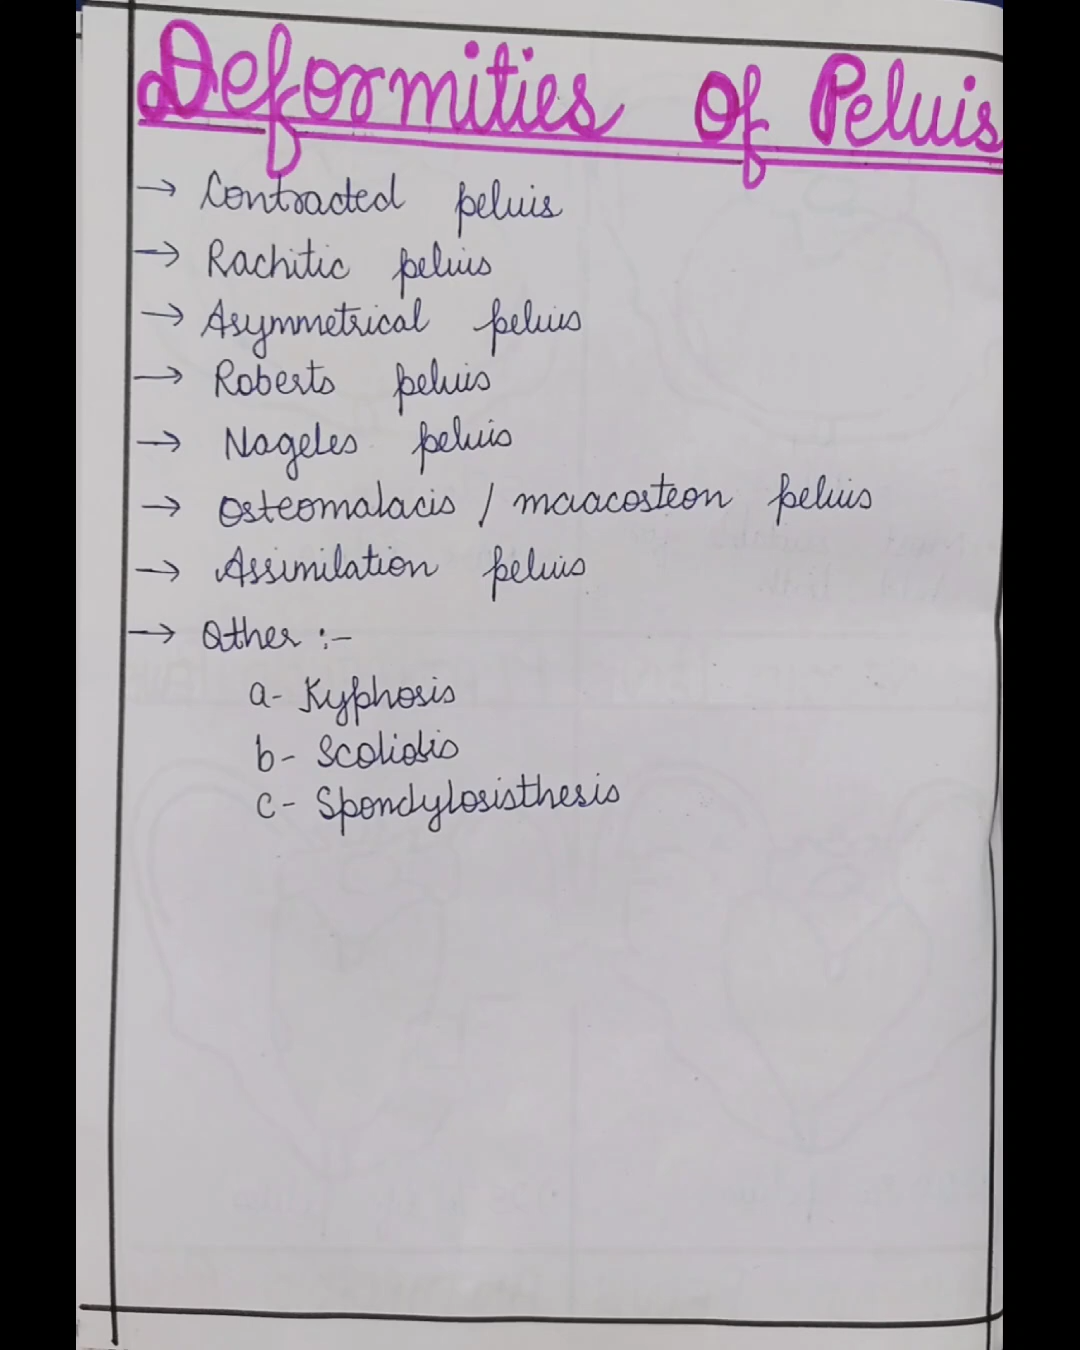 Deformities Of Pelvis
→ Contracted pelvis
→ Rachitic pelvis
→ Asymmetrical pelvis
→ Roberts pelvis
→ Nageles pelvis
→ Osteomalacis / maacosteon pelvis
→ Assimilation pelvis
→ Other :-
a- Kyphosis
b- Scoliosis
c- Spondylosisthesis